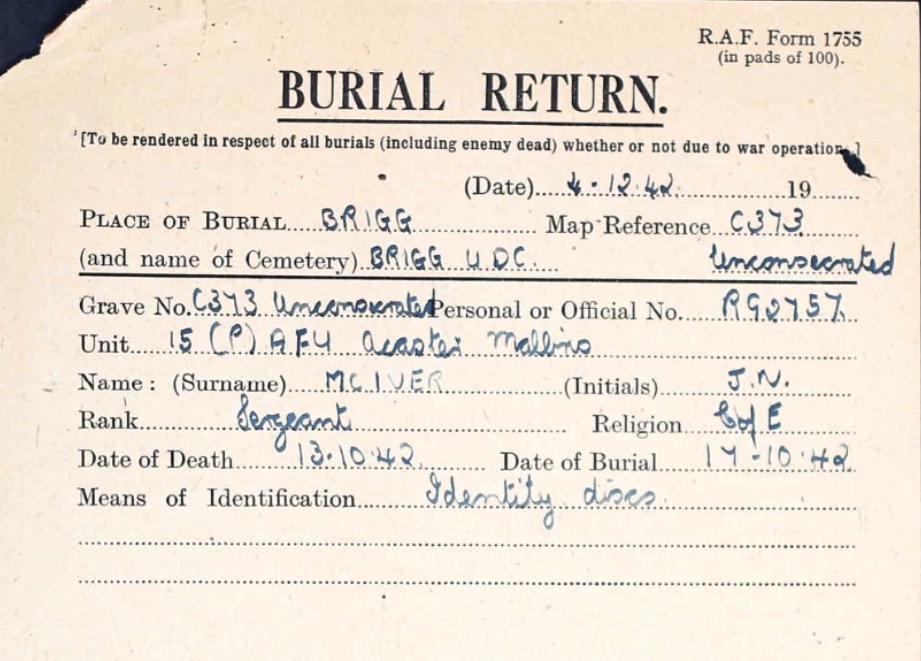 R.A.F. Form 1755
(in pads of 100).
BURIAL RETURN.
[To be rendered in respect of all burials (including enemy dead) whether or not due to war operation.]
(Date) 4.12.42. 19
PLACE OF BURIAL BRIGG Map Reference C373
(and name of Cemetery) BRIGG U.D.C. Unconsecrated
Grave No. C373 Unconsecrated Personal or Official No. R92757
Unit 15 (P) AFU Acaster Mallins
Name: (Surname) MCIVER (Initials) J.N.
Rank Sergeant Religion C of E
Date of Death 13.10.42 Date of Burial 17-10.42
Means of Identification Identity discs.